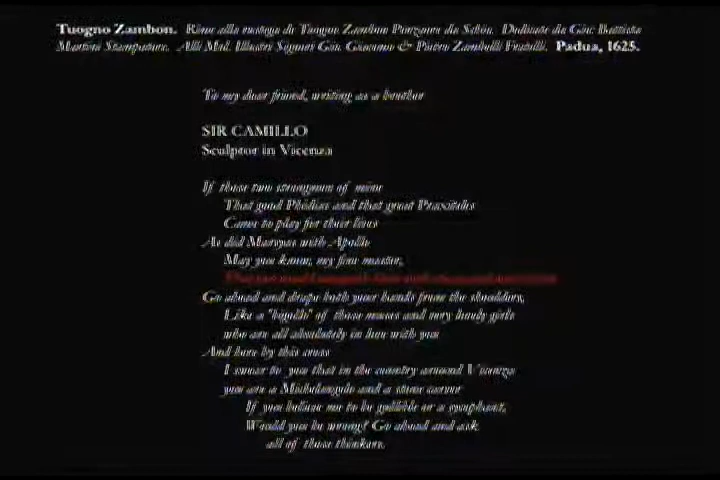 Tuogno Zambon. Rime alla rustega di Tuogno Zambon Purgaore da Schio. Dedicate da Gio: Battista
Martini Stampatore. Alli Mol. Illustri Signori Gio. Giacomo & Pietro Zambelli Fratelli. Padua, 1625.
To my dear friend, writing as a brother
SIR CAMILLO
Sculptor in Vicenza
If those two strongmen of mine
That good Phidias and that great Praxiteles
Came to play for their lives
As did Marsyas with Apollo
May you know, my fine master,
Go ahead and drape both your hands from the shoulders,
Like a "bigollo" of those muses and very lively girls
who are all absolutely in love with you
And here by this cross
I swear to you that in the country around Vicenza
you are a Michelangelo and a stone carver
If you believe me to be gullible or a sycophant,
Would you be wrong? Go ahead and ask
all of those thinkers.